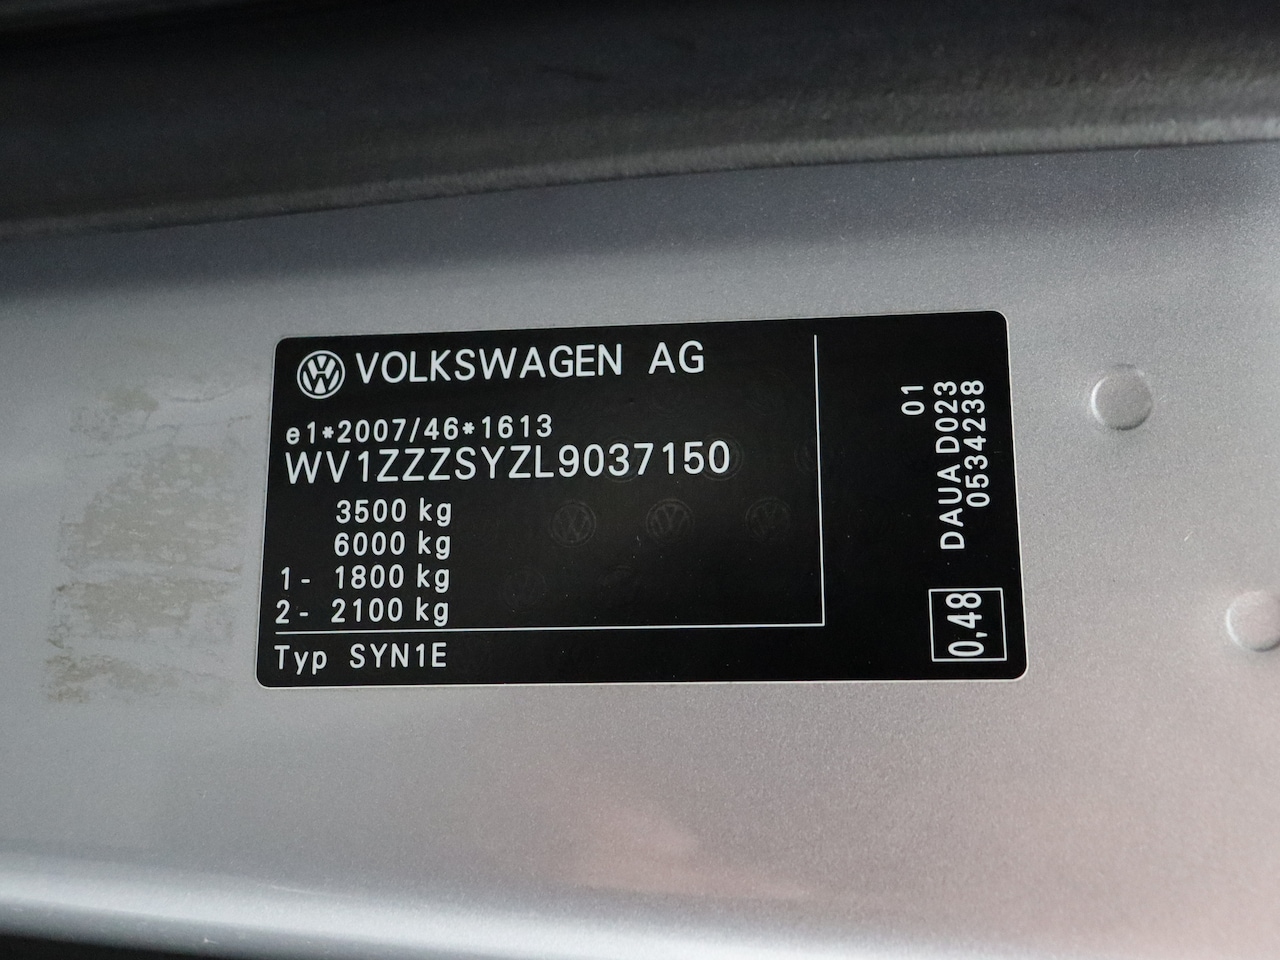 VOLKSWAGEN AG
e1*2007/46*1613
WV1ZZZSYZL9037150
3500 kg
6000 kg
1- 1800 kg
2- 2100 kg
Typ SYN1E
01
DAUA D023
0534238
0,48